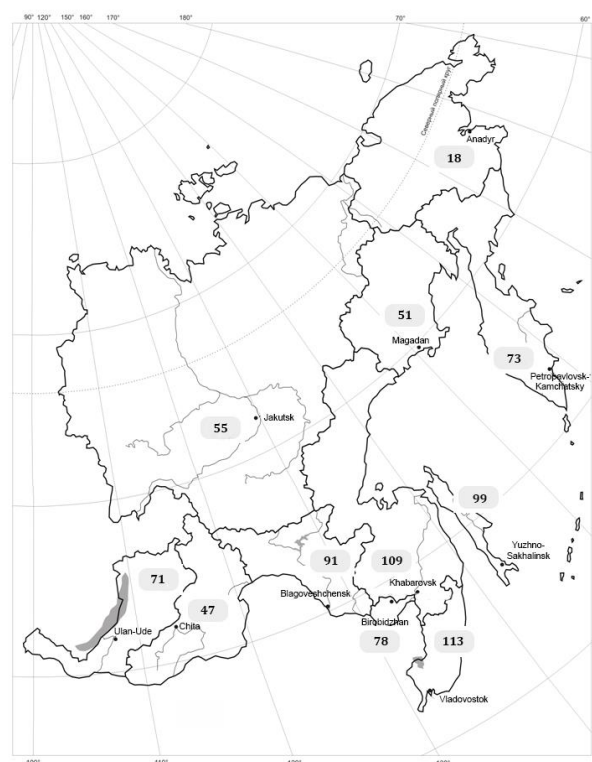 90° 120° 150° 160° 170° 180° 70° 60°
Северный полярный круг
Anadyr
18
51
Magadan
73
Petropavlovsk-
Kamchatsky
Jakutsk
55
99
Yuzhno-
Sakhalinsk
91
109
71
Khabarovsk
Blagoveshchensk
47
Birobidzhan
Chita
Ulan-Ude
78
113
Vladovostok